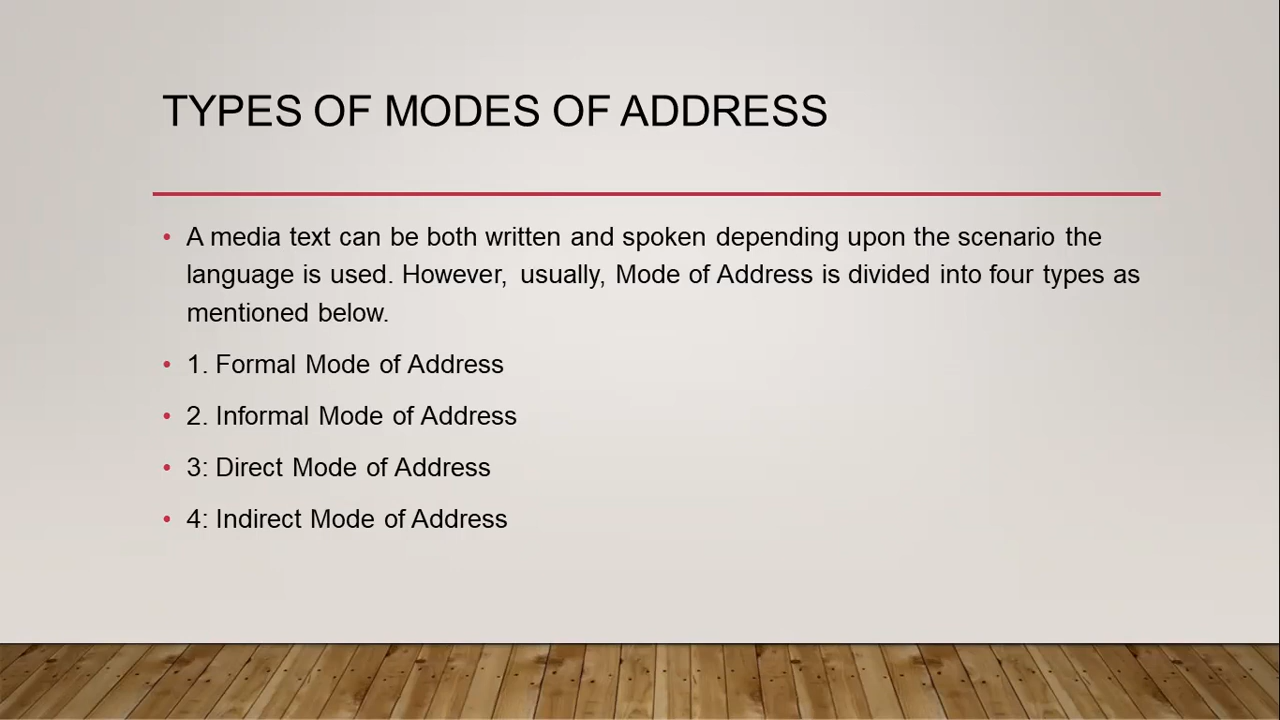 TYPES OF MODES OF ADDRESS
• A media text can be both written and spoken depending upon the scenario the
language is used. However, usually, Mode of Address is divided into four types as
mentioned below.
• 1. Formal Mode of Address
• 2. Informal Mode of Address
• 3: Direct Mode of Address
• 4: Indirect Mode of Address